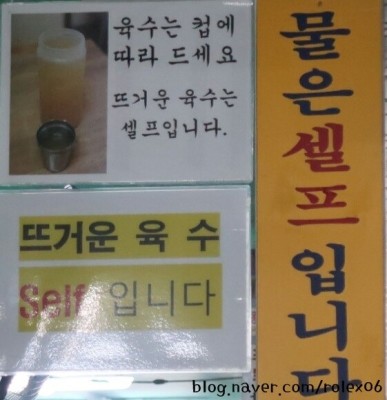 육수는 컵에
따라 드세요
뜨거운 육수는
셀프입니다.
뜨거운 육수
Self 입니다
물은셀프입니다
blog.naver.com/rolex06